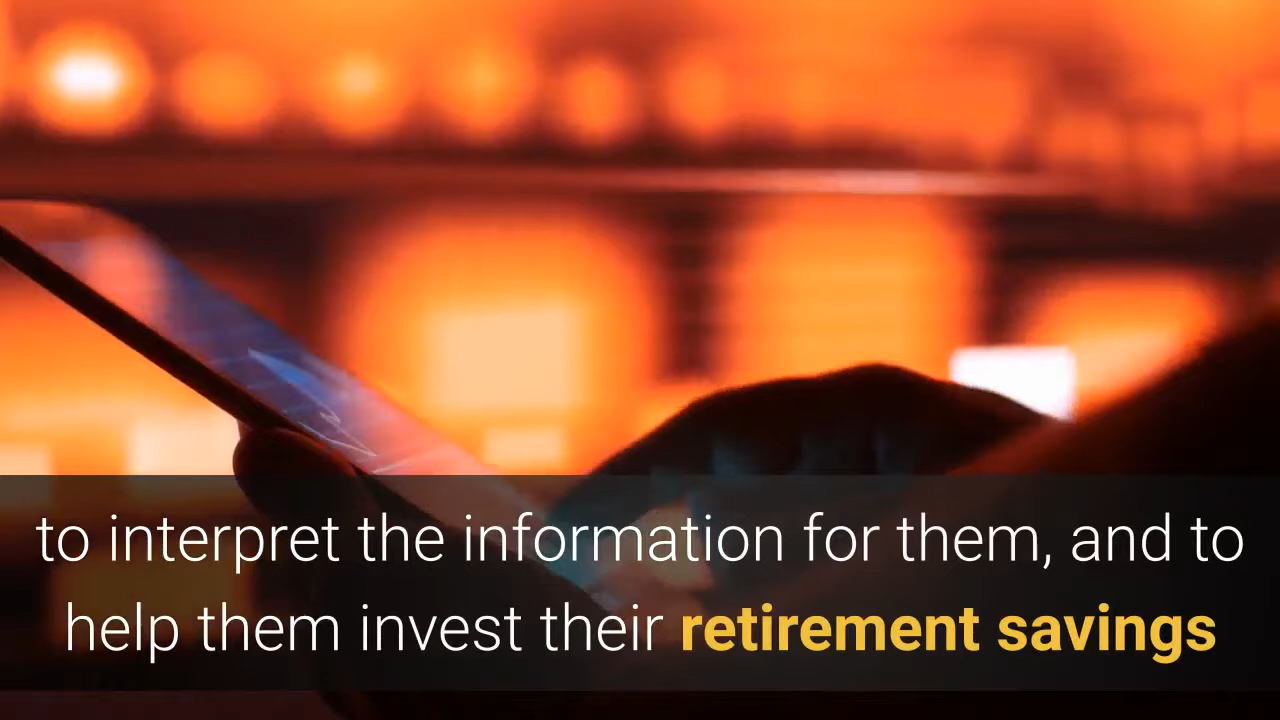 to interpret the information for them, and to
help them invest their retirement savings